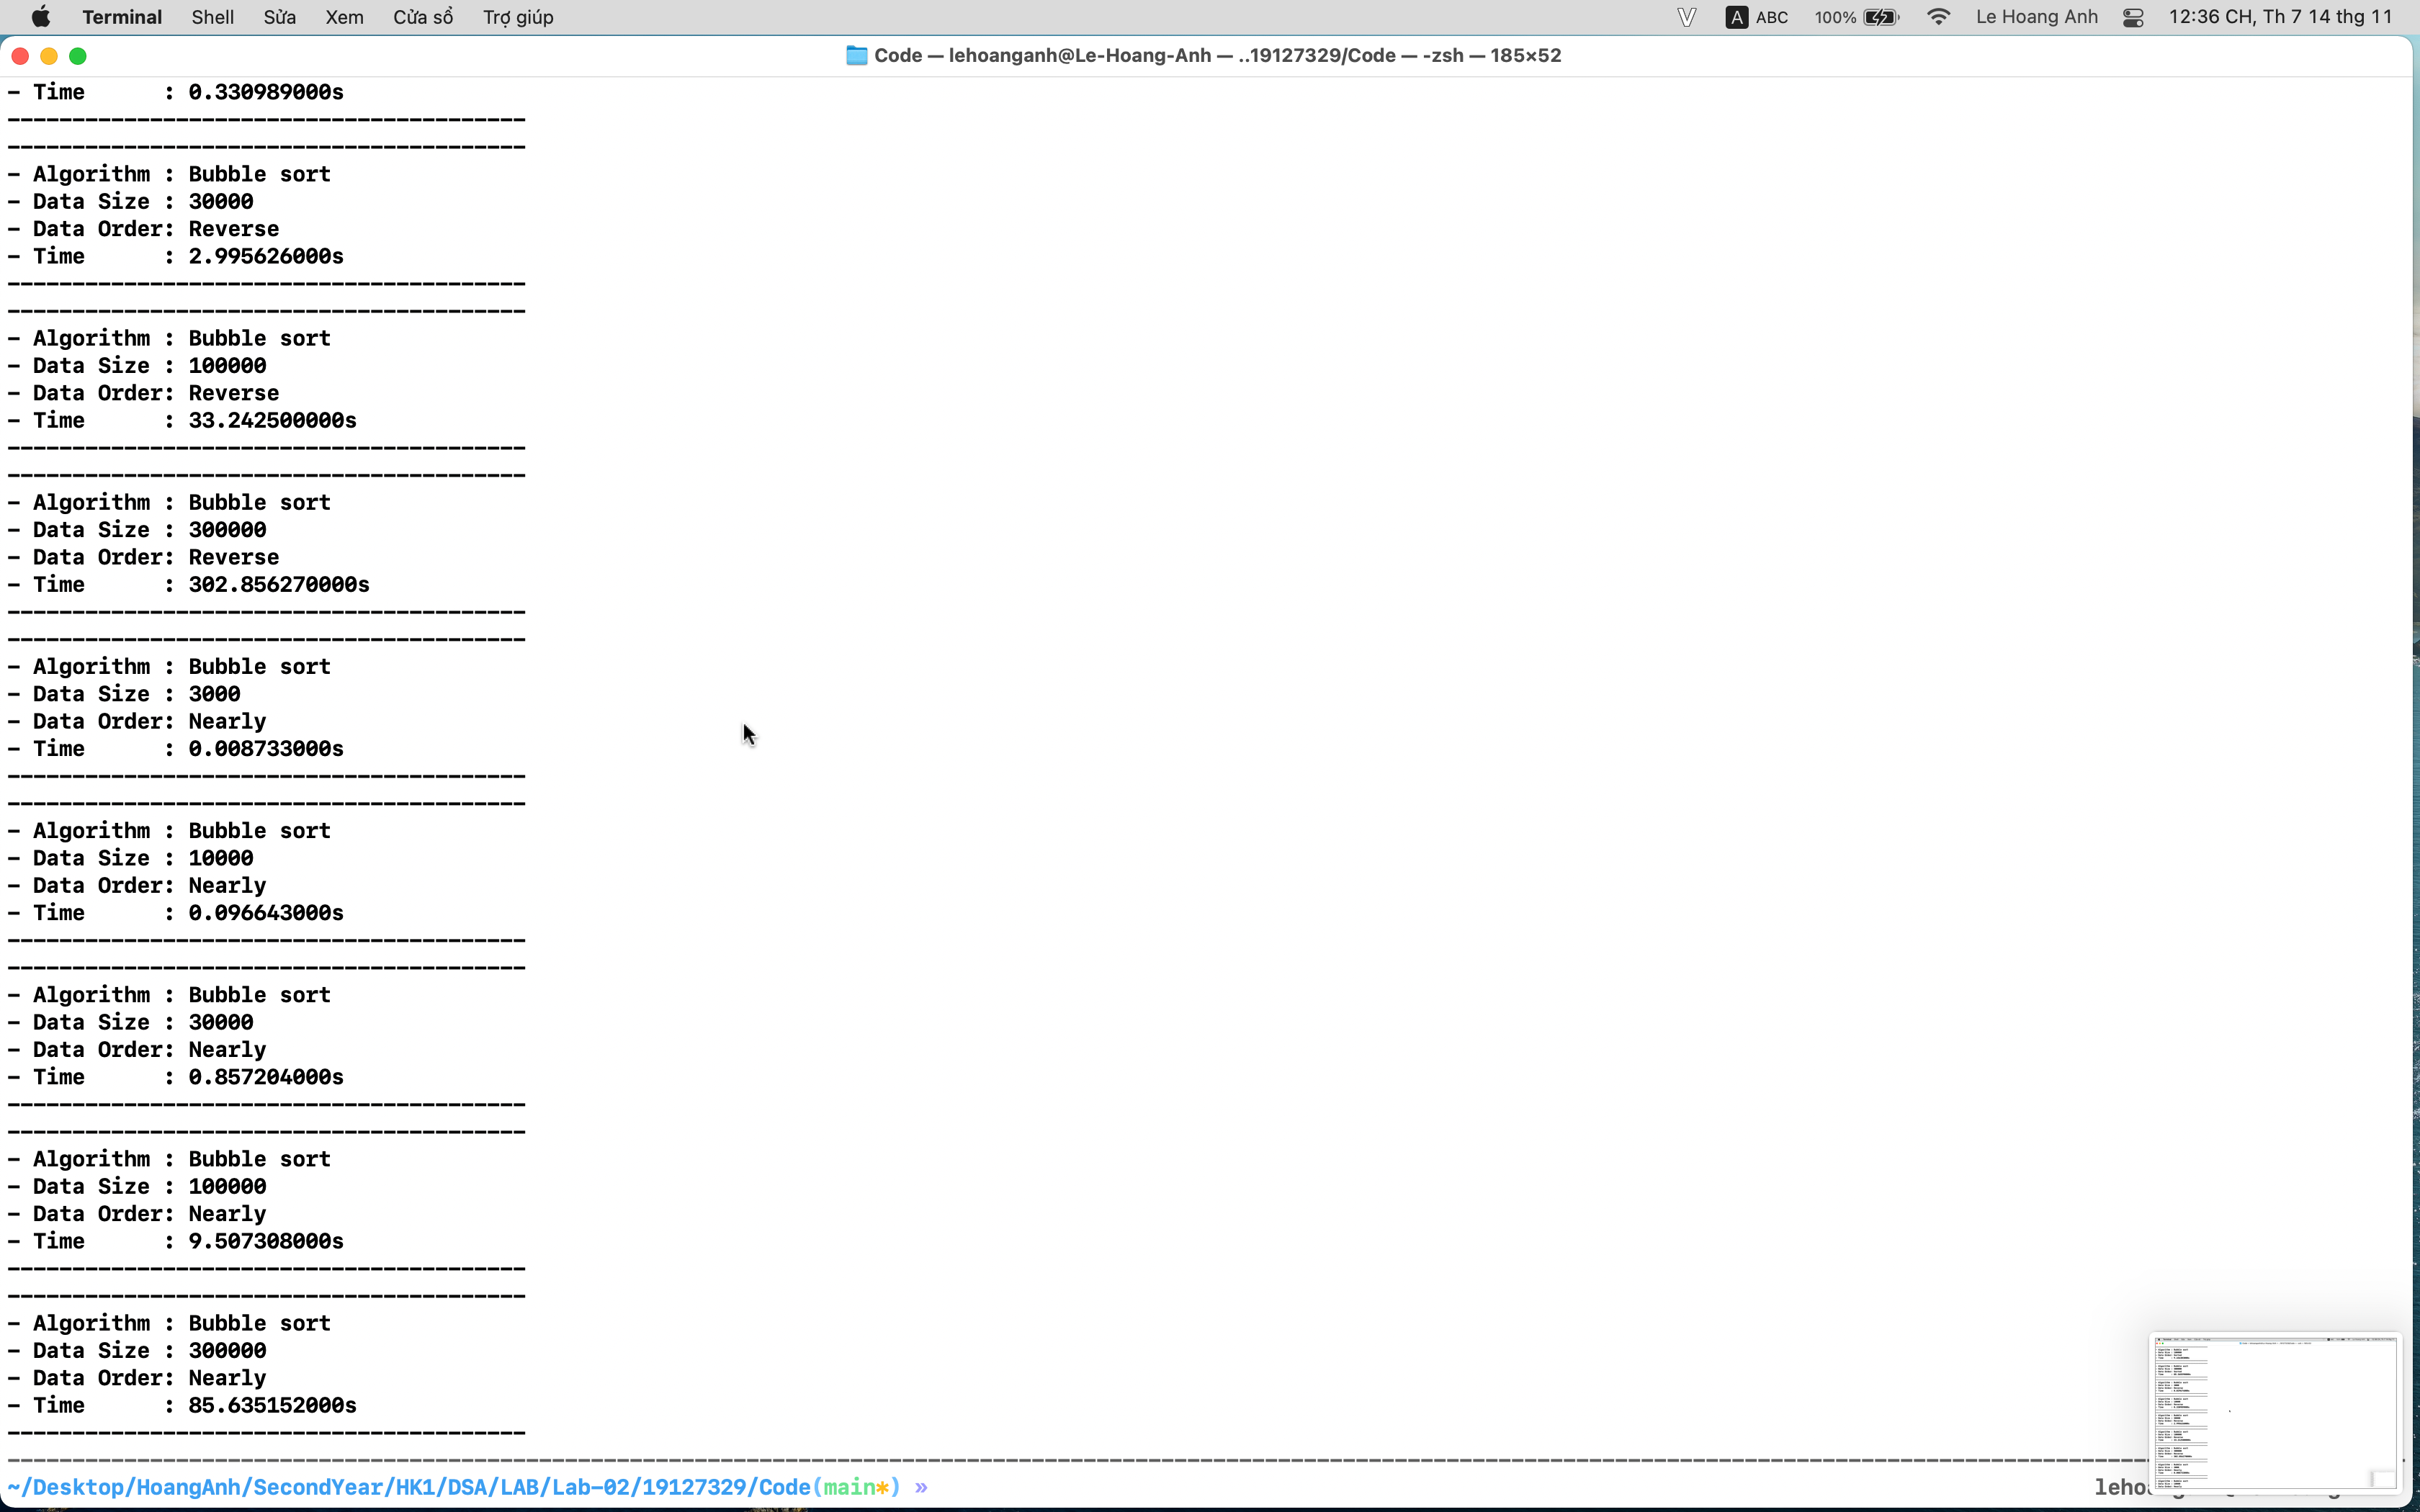 Terminal Shell Sửa Xem Cửa sổ Trợ giúp V A ABC 100% Le Hoang Anh 12:36 CH, Th 7 14 thg 11
Code — lehoanganh@Le-Hoang-Anh — ..19127329/Code — -zsh — 185×52
- Time      : 0.330989000s
----------------------------------------
----------------------------------------
- Algorithm : Bubble sort
- Data Size : 30000
- Data Order: Reverse
- Time      : 2.995626000s
----------------------------------------
----------------------------------------
- Algorithm : Bubble sort
- Data Size : 100000
- Data Order: Reverse
- Time      : 33.242500000s
----------------------------------------
----------------------------------------
- Algorithm : Bubble sort
- Data Size : 300000
- Data Order: Reverse
- Time      : 302.856270000s
----------------------------------------
----------------------------------------
- Algorithm : Bubble sort
- Data Size : 3000
- Data Order: Nearly
- Time      : 0.008733000s
----------------------------------------
----------------------------------------
- Algorithm : Bubble sort
- Data Size : 10000
- Data Order: Nearly
- Time      : 0.096643000s
----------------------------------------
----------------------------------------
- Algorithm : Bubble sort
- Data Size : 30000
- Data Order: Nearly
- Time      : 0.857204000s
----------------------------------------
----------------------------------------
- Algorithm : Bubble sort
- Data Size : 100000
- Data Order: Nearly
- Time      : 9.507308000s
----------------------------------------
----------------------------------------
- Algorithm : Bubble sort
- Data Size : 300000
- Data Order: Nearly
- Time      : 85.635152000s
----------------------------------------
~/Desktop/HoangAnh/SecondYear/HK1/DSA/LAB/Lab-02/19127329/Code(main*) »